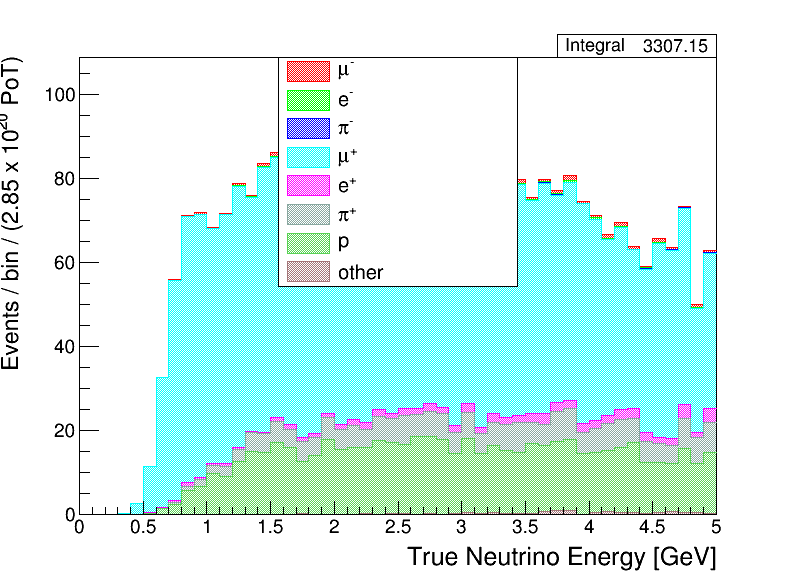 Integral 3307.15
μ-
e-
π-
μ+
e+
π+
p
other
Events / bin / (2.85 x 10^20 PoT)
100
80
60
40
20
0
0 0.5 1 1.5 2 2.5 3 3.5 4 4.5 5
True Neutrino Energy [GeV]